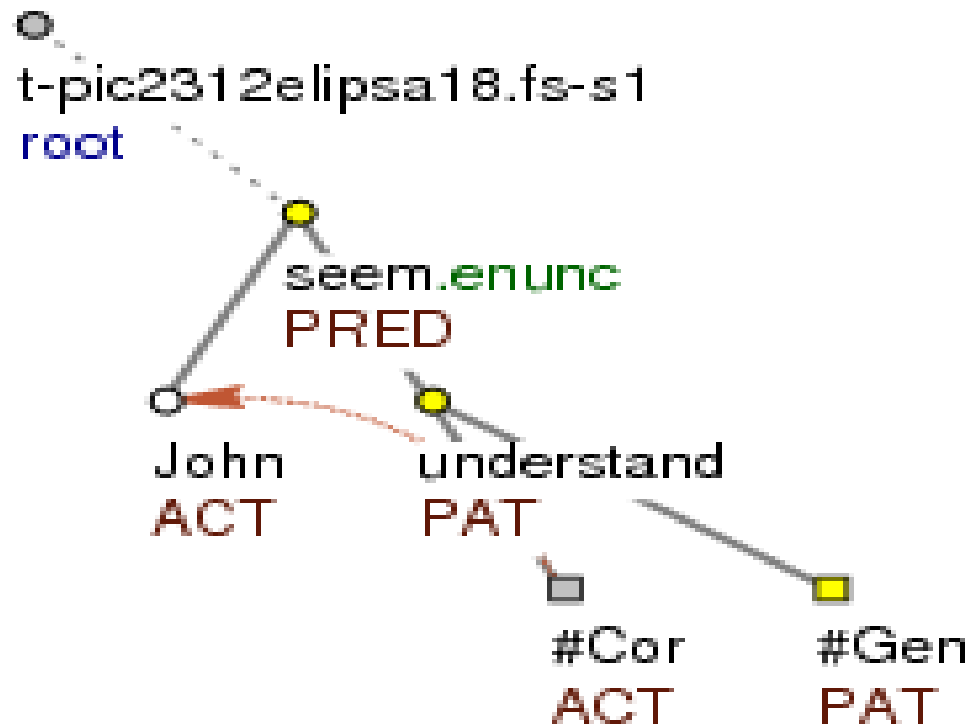 t-pic2312elipsa18.fs-s1
root
seem.enunc
PRED
John understand
ACT PAT
#Cor #Gen
ACT PAT